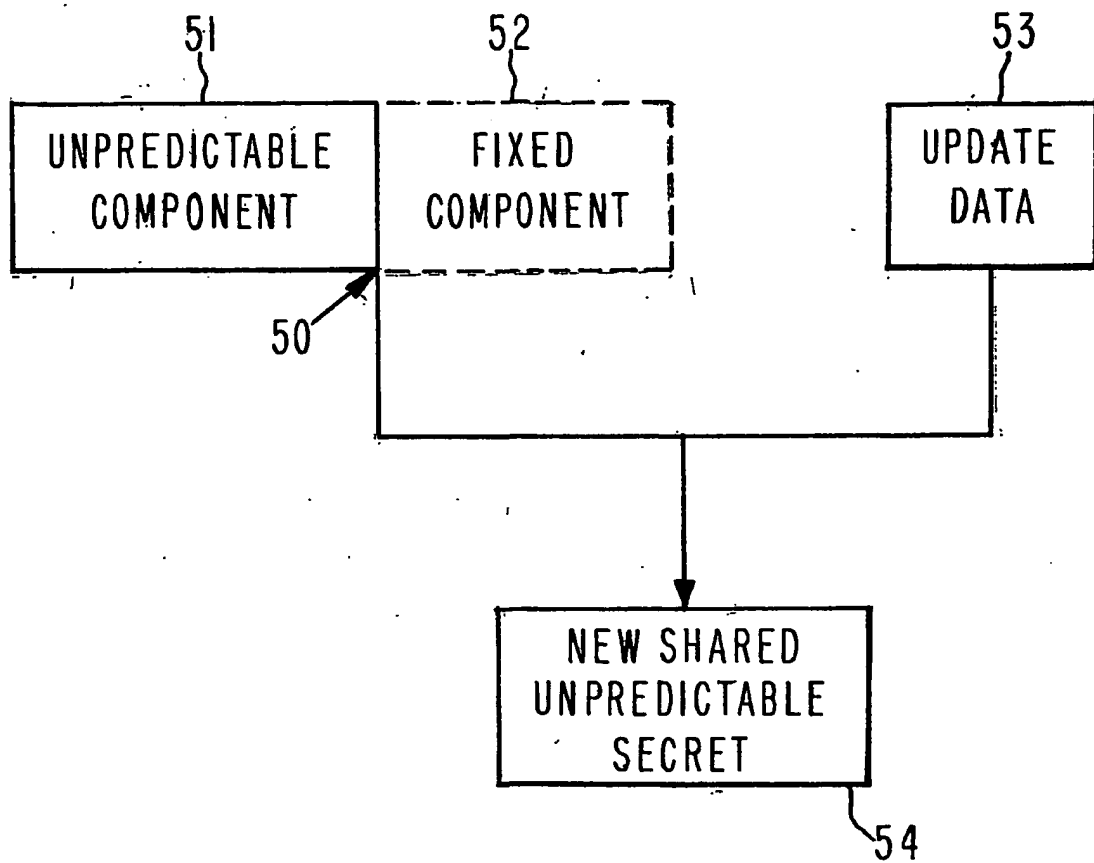 51
52
53
UNPREDICTABLE
COMPONENT
FIXED
COMPONENT
UPDATE
DATA
50
NEW SHARED
UNPREDICTABLE
SECRET
54